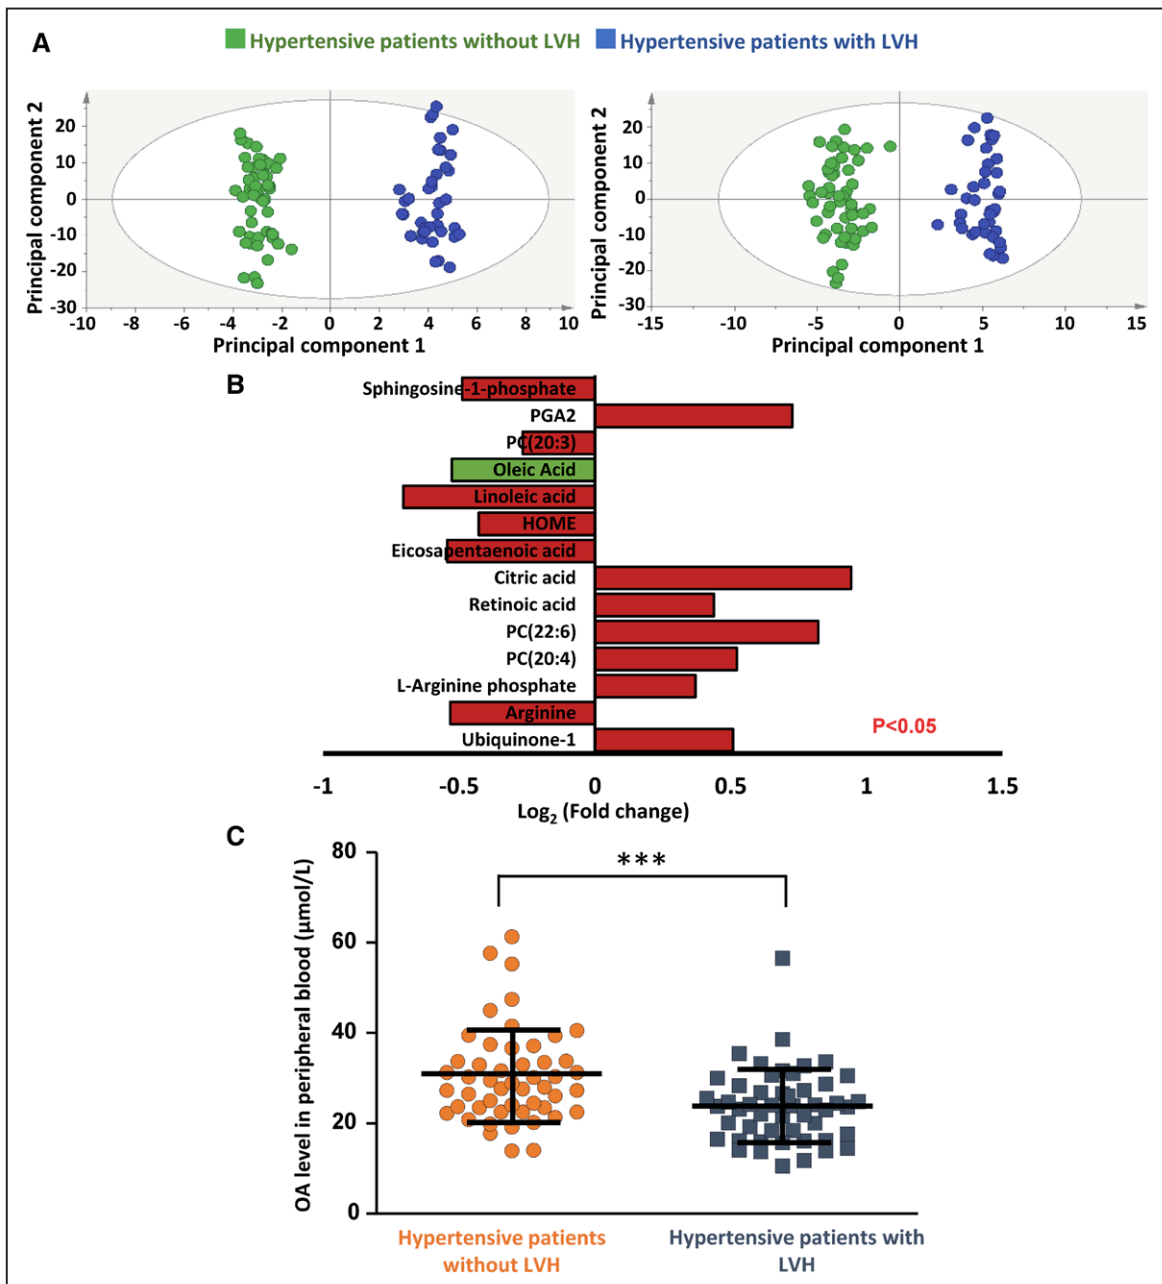 A
Hypertensive patients without LVH Hypertensive patients with LVH
Principal component 2
20
10
0
-10
-20
-30
-10 -8 -6 -4 -2 0 2 4 6 8 10
Principal component 1
Principal component 2
20
10
0
-10
-20
-30
-15 -10 -5 0 5 10 15
Principal component 1
B
Sphingosine-1-phosphate
PGA2
PC(20:3)
Oleic Acid
Linoleic acid
HOME
Eicosapentaenoic acid
Citric acid
Retinoic acid
PC(22:6)
PC(20:4)
L-Arginine phosphate
Arginine
Ubiquinone-1
P<0.05
-1 -0.5 0 0.5 1 1.5
Log₂ (Fold change)
C
OA level in peripheral blood (μmol/L)
80
60
40
20
0
***
Hypertensive patients
without LVH
Hypertensive patients with
LVH